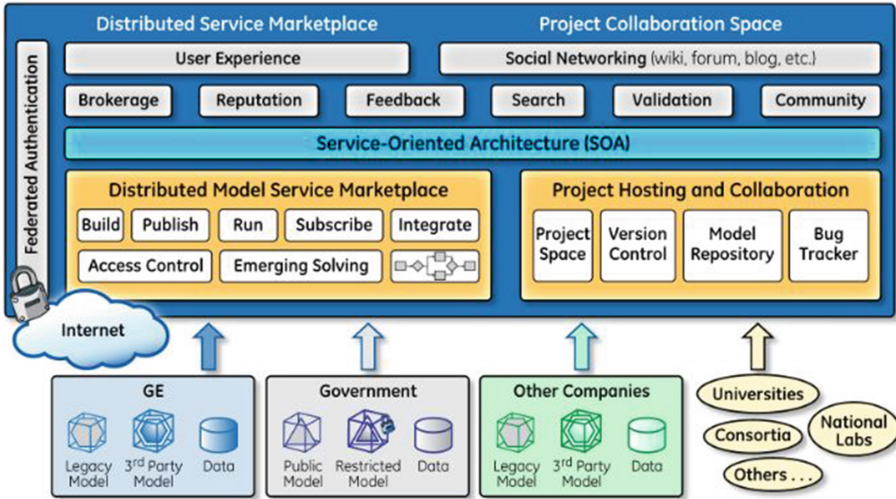 Distributed Service Marketplace
Project Collaboration Space
Federated Authentication
User Experience
Social Networking (wiki, forum, blog, etc.)
Brokerage
Reputation
Feedback
Search
Validation
Community
Service-Oriented Architecture (SOA)
Distributed Model Service Marketplace
Build
Publish
Run
Subscribe
Integrate
Access Control
Emerging Solving
Project Hosting and Collaboration
Project
Space
Version
Control
Model
Repository
Bug
Tracker
Internet
GE
Legacy
Model
3rd Party
Model
Data
Government
Public
Model
Restricted
Model
Data
Other Companies
Legacy
Model
3rd Party
Model
Data
Universities
Consortia
National
Labs
Others . . .